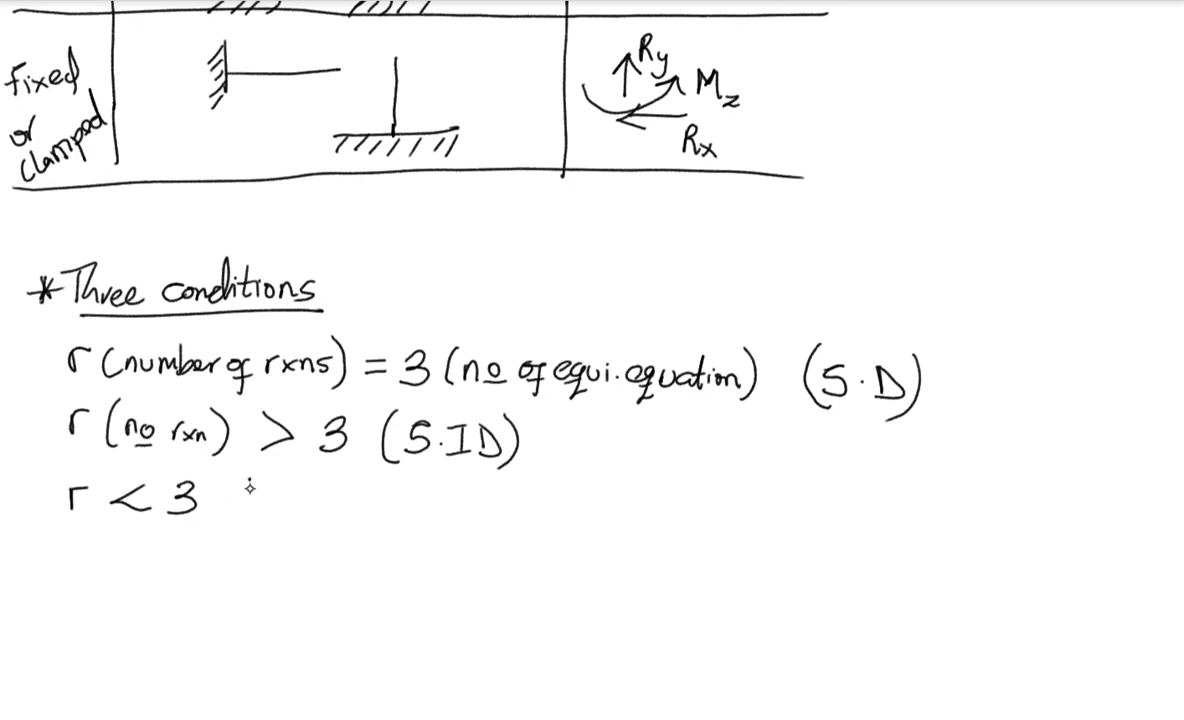 fixed
or
clamped
Ry
Mz
Rx
* Three conditions
r (number of rxns) = 3 (no of equi. equation) (S.D)
r (no rxn) > 3 (S.ID)
r < 3